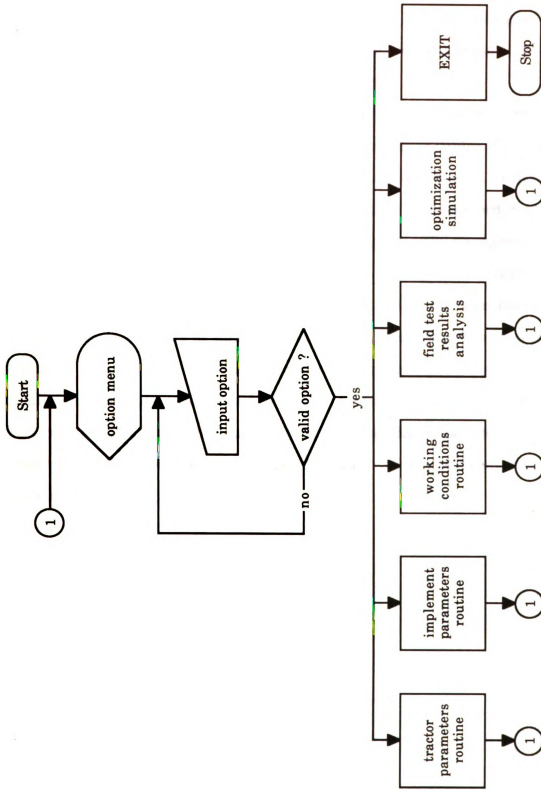 Start
1
option menu
input option
valid option ?
no
yes
tractor
parameters
routine
implement
parameters
routine
working
conditions
routine
field test
results
analysis
optimization
simulation
EXIT
1
1
1
1
1
Stop